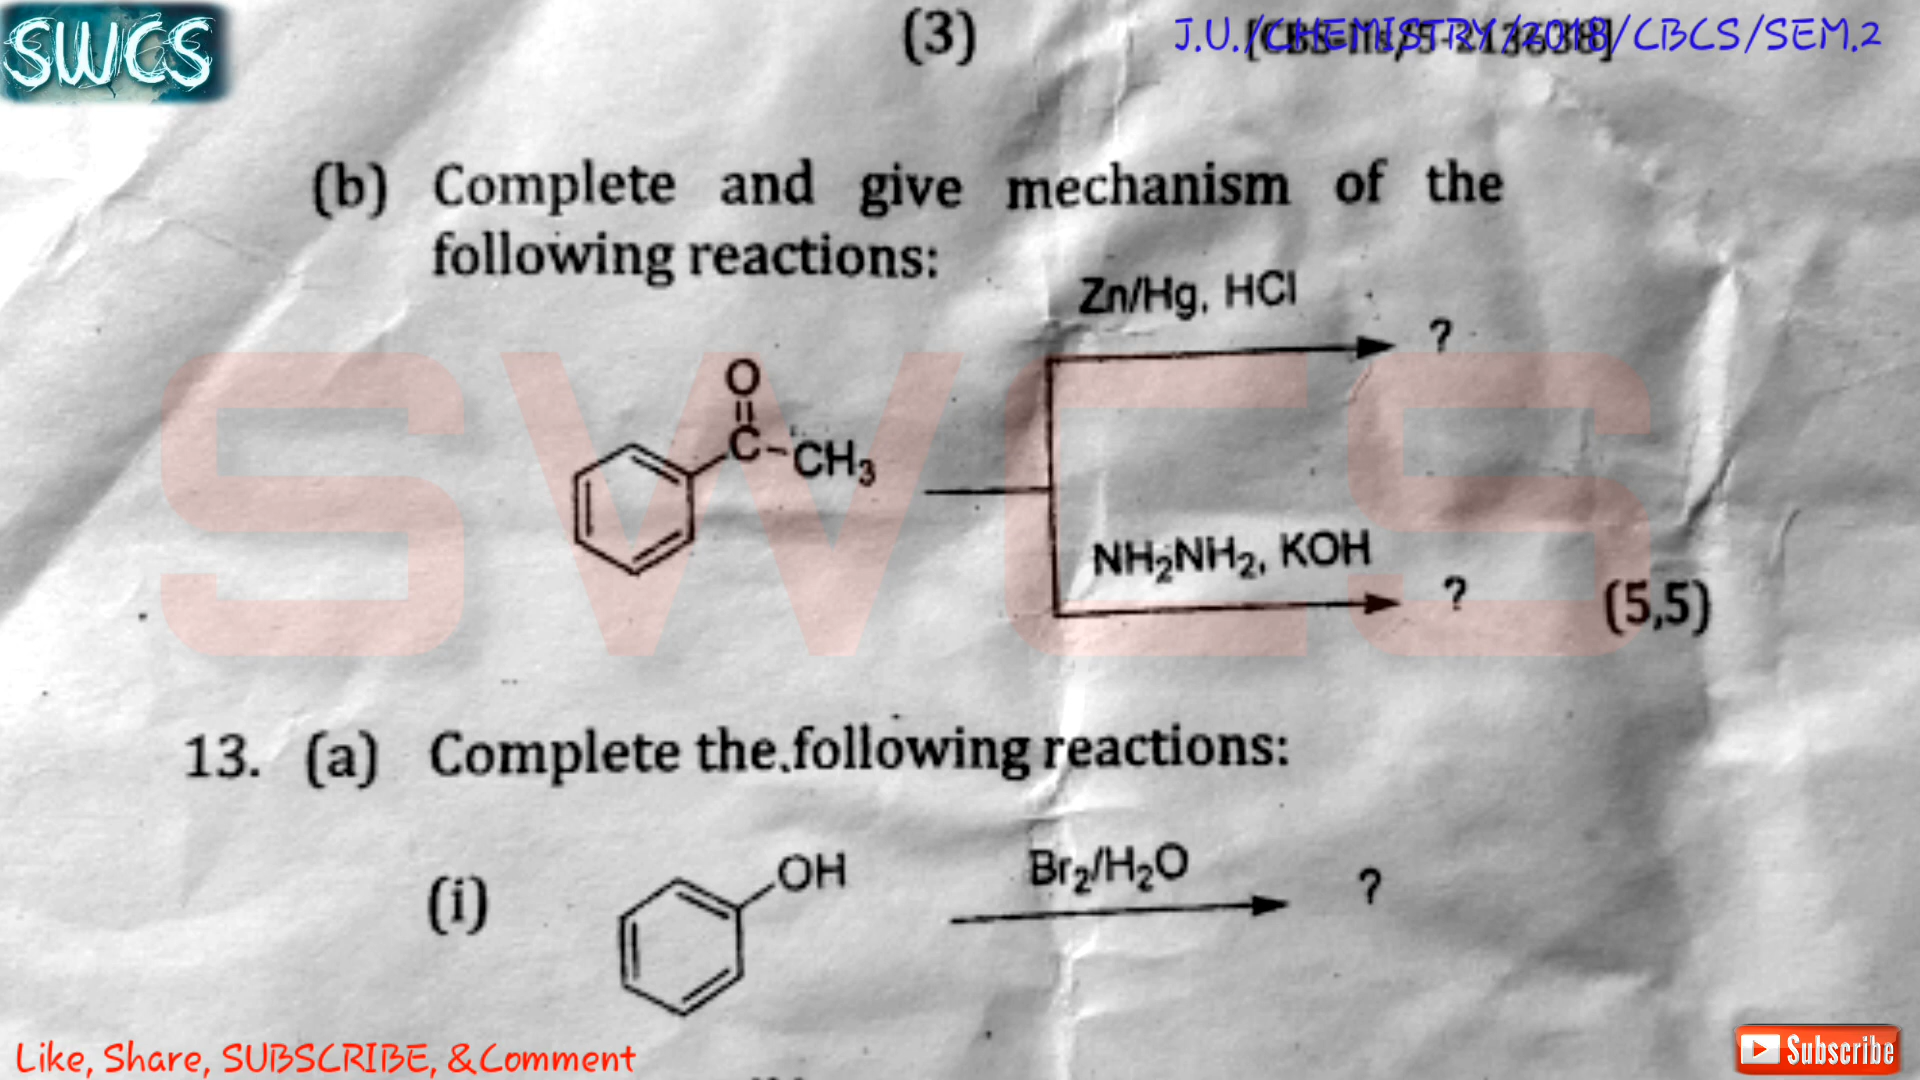 SWCS
(3)
J.U./CHEMISTRY/2018/CBCS/SEM.2
(b) Complete and give mechanism of the
following reactions:
Zn/Hg, HCl
?
O
C-CH3
NH2NH2, KOH
?
(5,5)
SWCS
13. (a) Complete the following reactions:
(i)
OH
Br2/H2O
?
Like, Share, SUBSCRIBE, &Comment
Subscribe